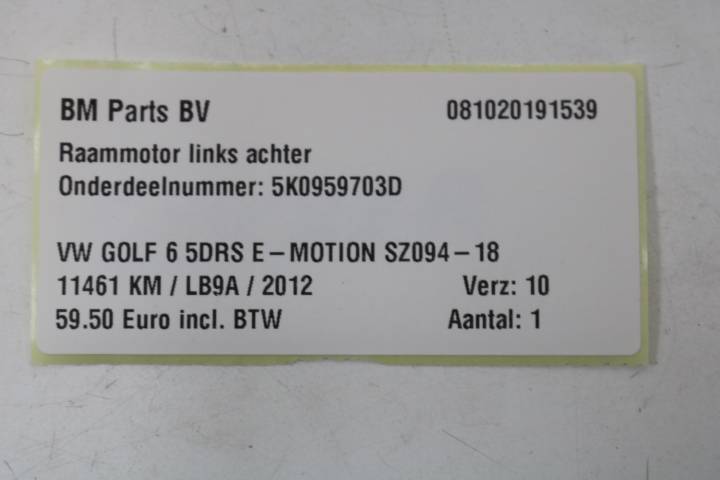 BM Parts BV 081020191539
Raammotor links achter
Onderdeelnummer: 5K0959703D
VW GOLF 6 5DRS E-MOTION SZ094-18
11461 KM / LB9A / 2012 Verz: 10
59.50 Euro incl. BTW Aantal: 1